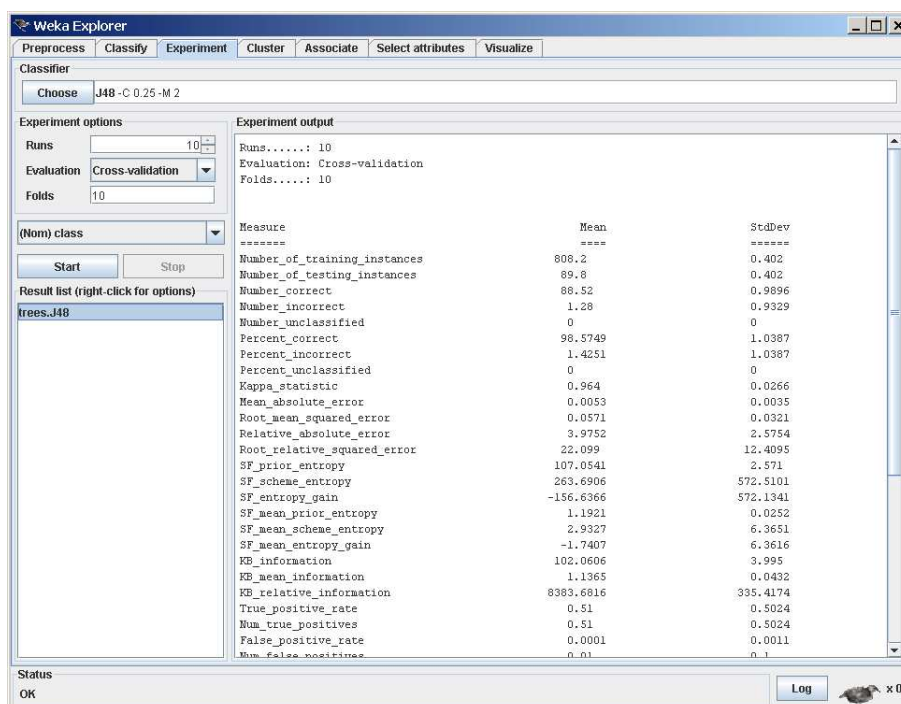 Weka Explorer
Preprocess Classify Experiment Cluster Associate Select attributes Visualize
Classifier
Choose J48 -C 0.25 -M 2
Experiment options
Runs 10
Evaluation Cross-validation
Folds 10
(Nom) class
Start Stop
Result list (right-click for options)
trees.J48
Experiment output
Runs......: 10
Evaluation: Cross-validation
Folds.....: 10
Measure Mean StdDev
======= ==== ======
Number_of_training_instances 808.2 0.402
Number_of_testing_instances 89.8 0.402
Number_correct 88.52 0.9896
Number_incorrect 1.28 0.9329
Number_unclassified 0 0
Percent_correct 98.5749 1.0387
Percent_incorrect 1.4251 1.0387
Percent_unclassified 0 0
Kappa_statistic 0.964 0.0266
Mean_absolute_error 0.0053 0.0035
Root_mean_squared_error 0.0571 0.0321
Relative_absolute_error 3.9752 2.5754
Root_relative_squared_error 22.099 12.4095
SF_prior_entropy 107.0541 2.571
SF_scheme_entropy 263.6906 572.5101
SF_entropy_gain -156.6366 572.1341
SF_mean_prior_entropy 1.1921 0.0252
SF_mean_scheme_entropy 2.9327 6.3651
SF_mean_entropy_gain -1.7407 6.3616
KB_information 102.0606 3.995
KB_mean_information 1.1365 0.0432
KB_relative_information 8383.6816 335.4174
True_positive_rate 0.51 0.5024
Num_true_positives 0.51 0.5024
False_positive_rate 0.0001 0.0011
Num_false_positives 0.01 0.1
Status
OK
Log x 0